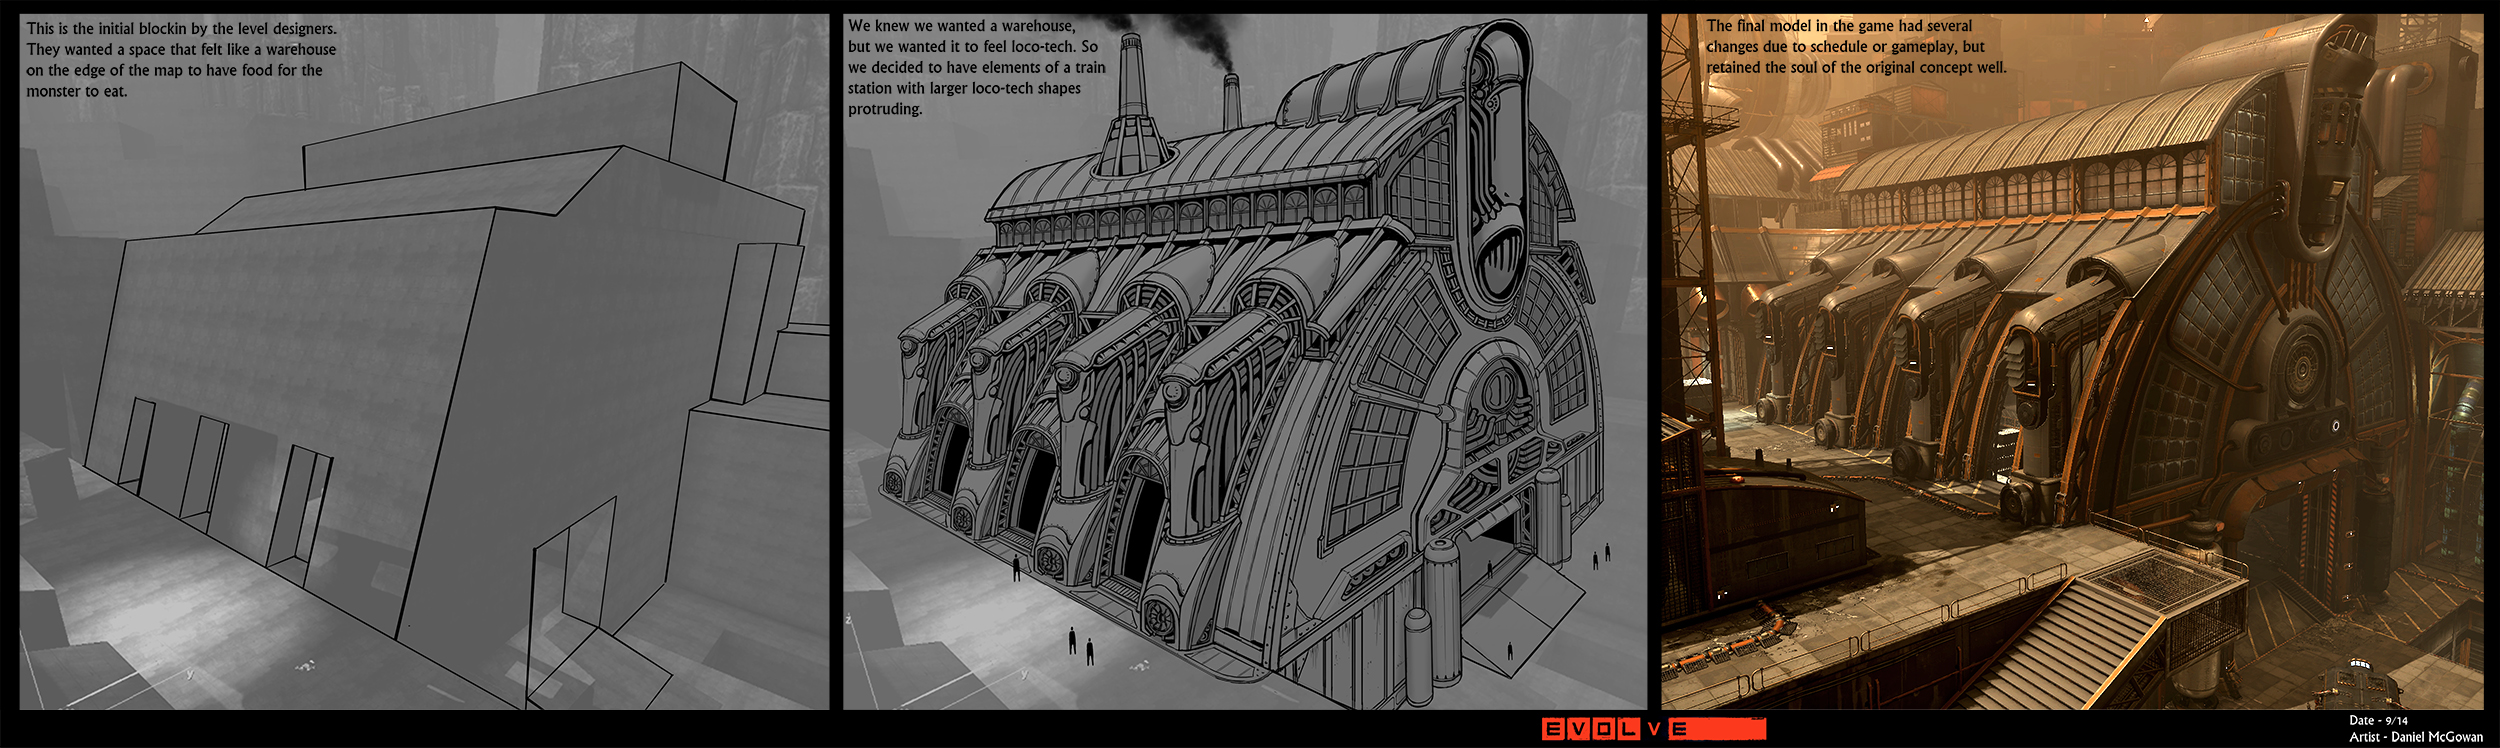 This is the initial blockin by the level designers.
They wanted a space that felt like a warehouse
on the edge of the map to have food for the
monster to eat.
We knew we wanted a warehouse,
but we wanted it to feel loco-tech. So
we decided to have elements of a train
station with larger loco-tech shapes
protruding.
The final model in the game had several
changes due to schedule or gameplay, but
retained the soul of the original concept well.
EVOLVE
Date - 9/14
Artist - Daniel McGowan